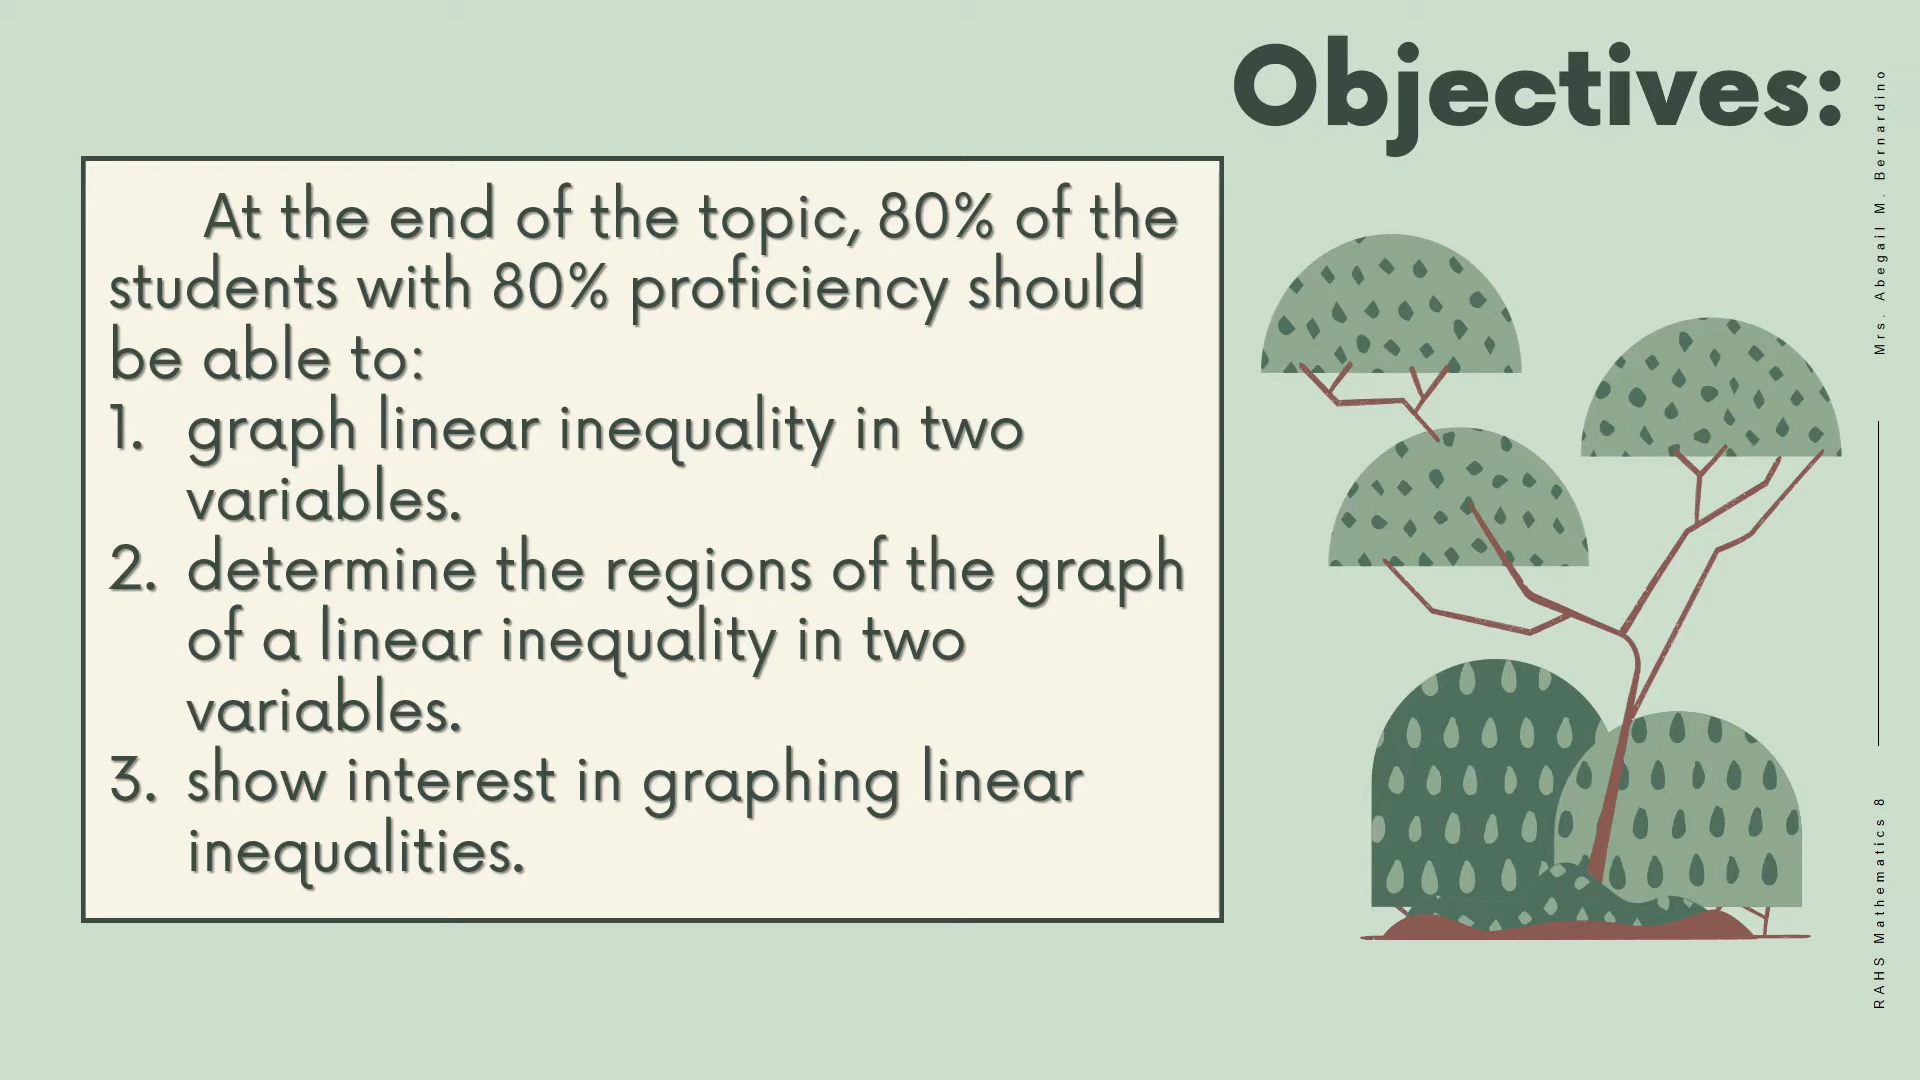 Objectives:
At the end of the topic, 80% of the
students with 80% proficiency should
be able to:
1. graph linear inequality in two
variables.
2. determine the regions of the graph
of a linear inequality in two
variables.
3. show interest in graphing linear
inequalities.
Mrs. Abegail M. Bernardino
RAHS Mathematics 8